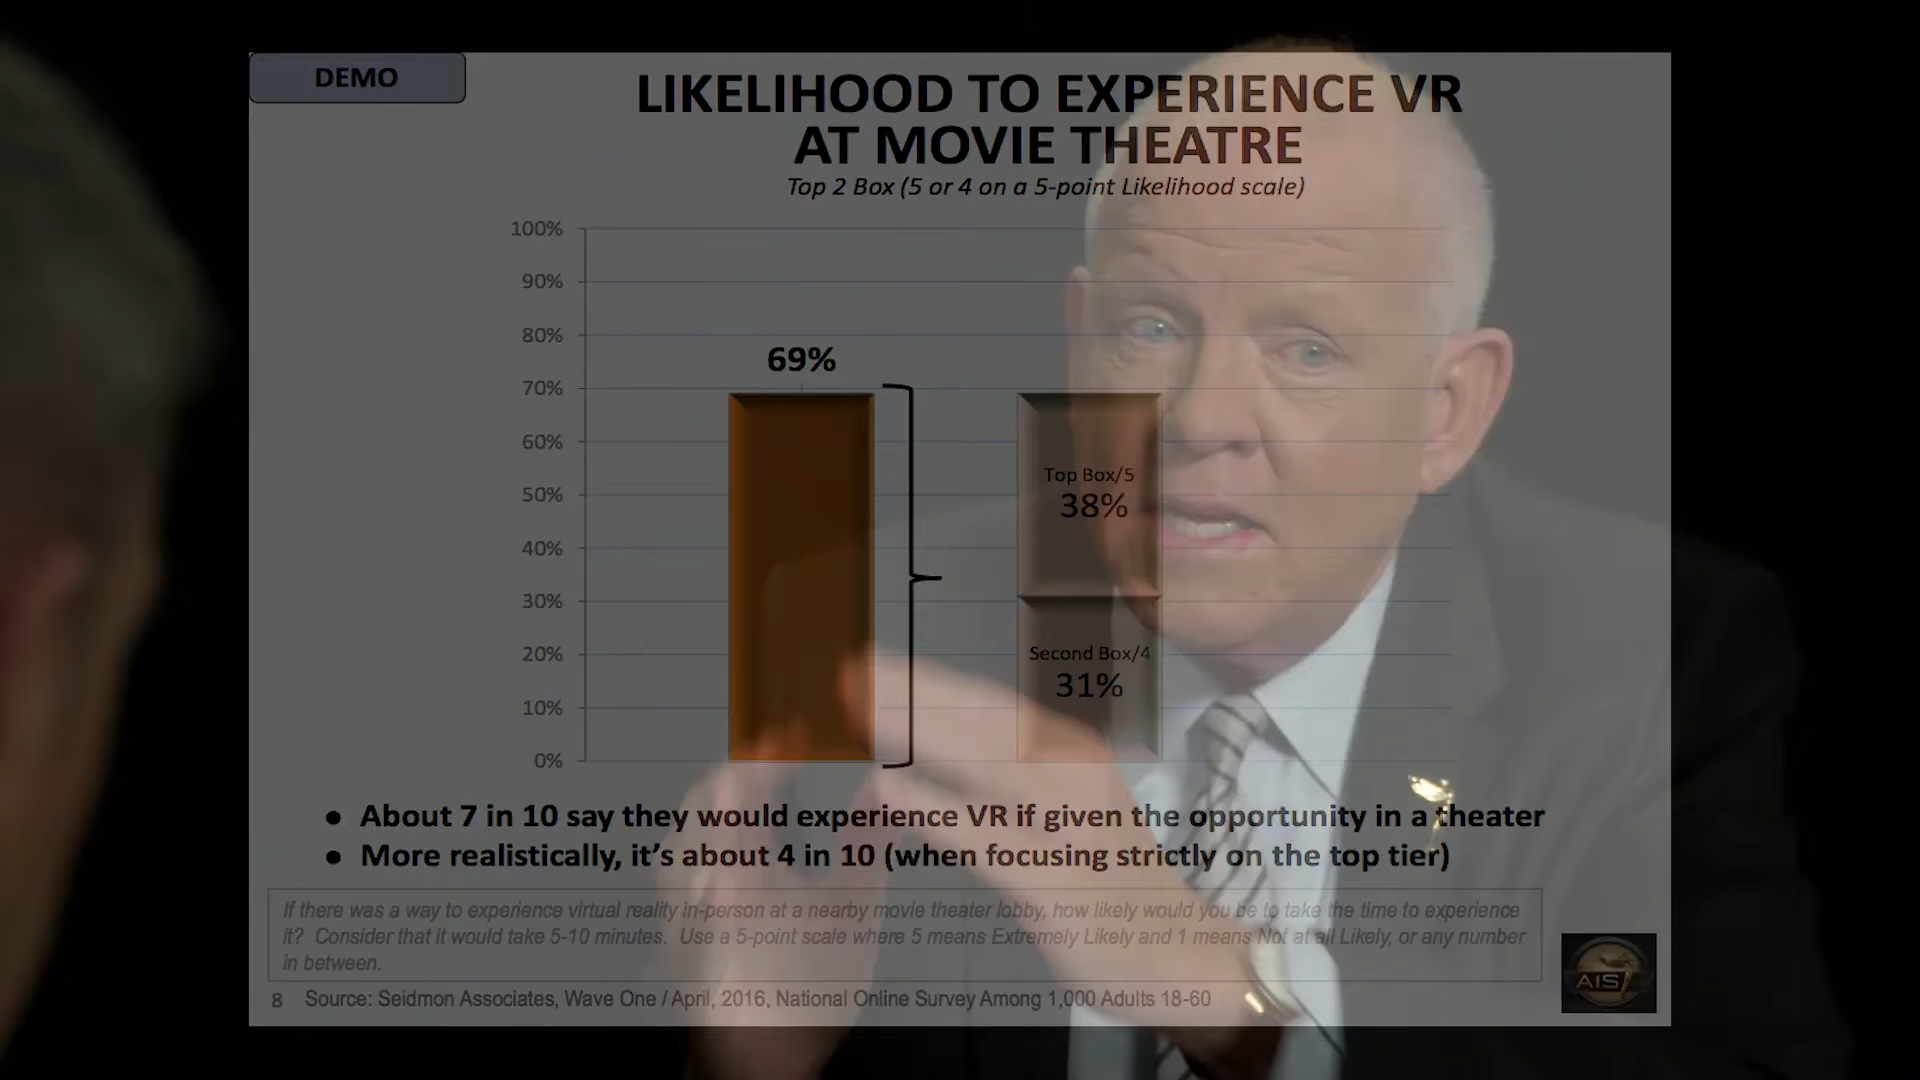 DEMO
LIKELIHOOD TO EXPERIENCE VR
AT MOVIE THEATRE
Top 2 Box (5 or 4 on a 5-point Likelihood scale)
100%
90%
80%
70%
60%
50%
40%
30%
20%
10%
0%
69%
Top Box/5
38%
Second Box/4
31%
● About 7 in 10 say they would experience VR if given the opportunity in a theater
● More realistically, it's about 4 in 10 (when focusing strictly on the top tier)
If there was a way to experience virtual reality in-person at a nearby movie theater lobby, how likely would you be to take the time to experience
it? Consider that it would take 5-10 minutes. Use a 5-point scale where 5 means Extremely Likely and 1 means Not at all Likely, or any number
in between.
8 Source: Seidmon Associates, Wave One / April, 2016, National Online Survey Among 1,000 Adults 18-60
AIS